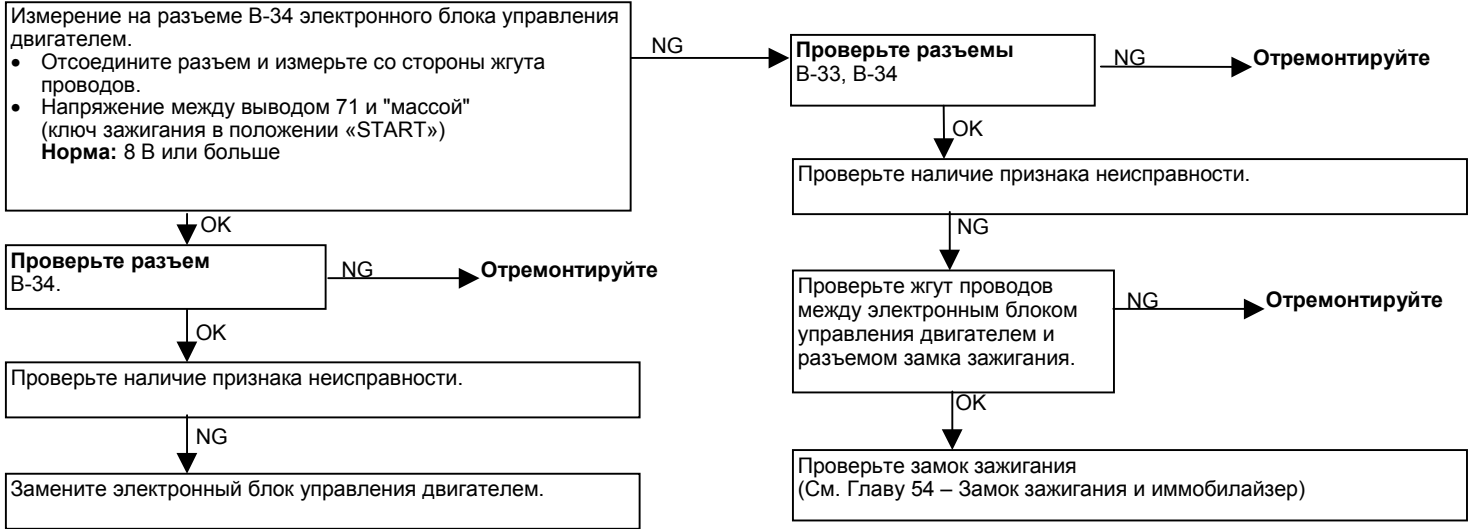 Измерение на разъеме В-34 электронного блока управления
двигателем.
• Отсоедините разъем и измерьте со стороны жгута
проводов.
• Напряжение между выводом 71 и "массой"
(ключ зажигания в положении «START»)
Норма: 8 В или больше
NG
Проверьте разъемы
В-33, В-34
NG
Отремонтируйте
OK
Проверьте наличие признака неисправности.
NG
Проверьте жгут проводов
между электронным блоком
управления двигателем и
разъемом замка зажигания.
NG
Отремонтируйте
OK
Проверьте замок зажигания
(См. Главу 54 – Замок зажигания и иммобилайзер)
OK
Проверьте разъем
В-34.
NG
Отремонтируйте
OK
Проверьте наличие признака неисправности.
NG
Замените электронный блок управления двигателем.